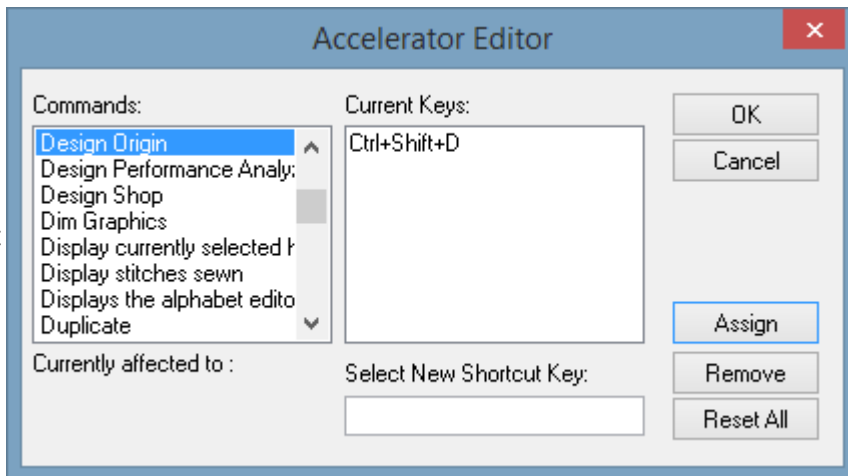 Accelerator Editor
Commands:
Design Origin
Design Performance Analy
Design Shop
Dim Graphics
Display currently selected
Display stitches sewn
Displays the alphabet edito
Duplicate
Currently affected to :
Current Keys:
Ctrl+Shift+D
Select New Shortcut Key:
OK
Cancel
Assign
Remove
Reset All